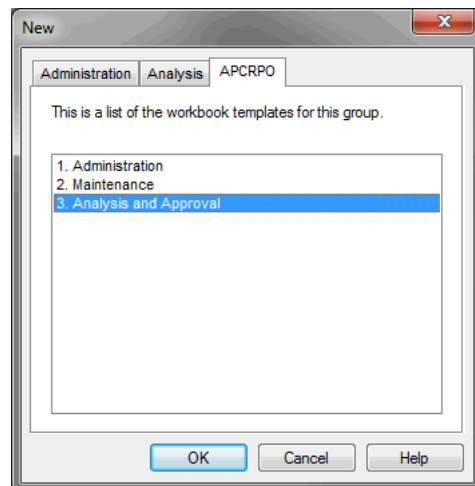 New
Administration Analysis APCRPO
This is a list of the workbook templates for this group.
1. Administration
2. Maintenance
3. Analysis and Approval
OK Cancel Help